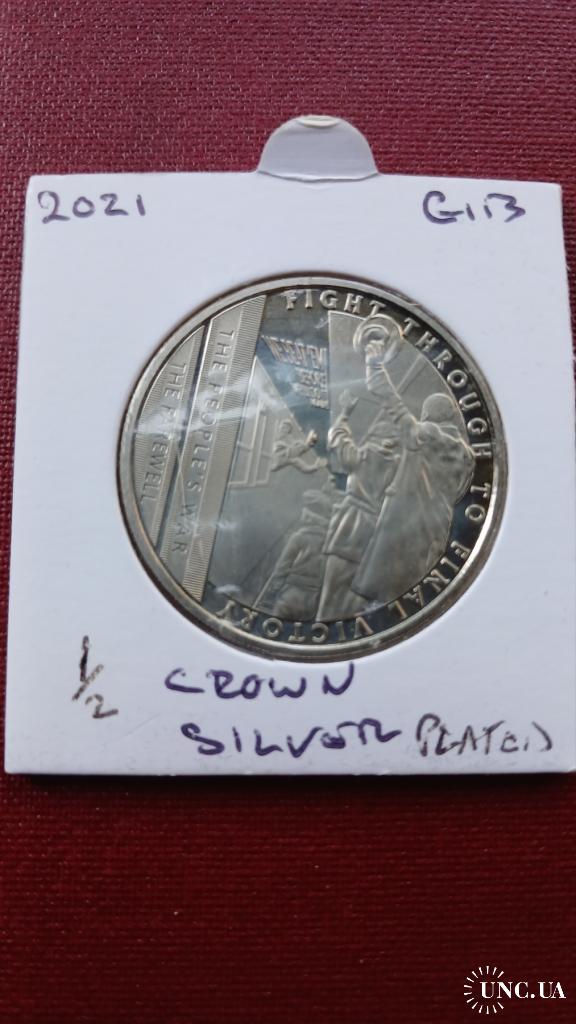 2021 GIB
FIGHT THROUGH TO FINAL VICTORY
THE PEOPLE'S WAR
THE FAREWELL
1/2 CROWN
SILVER (PLATED)
UNC.UA